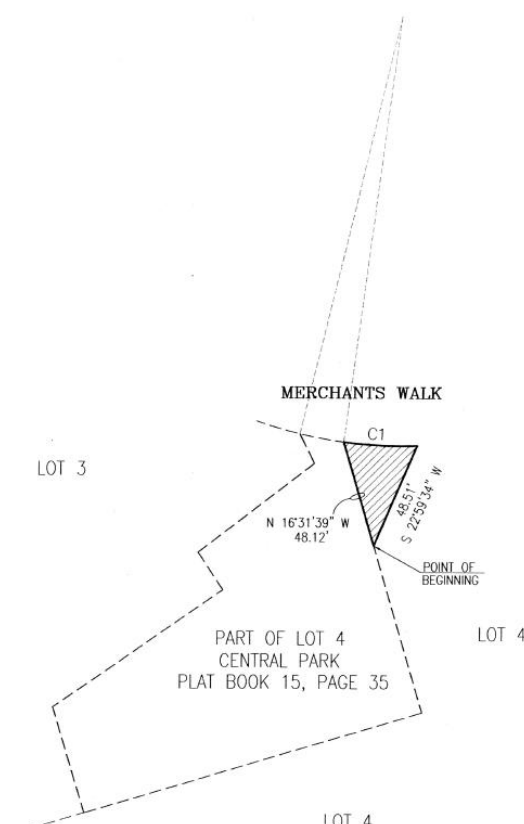 MERCHANTS WALK
C1
LOT 3
48.51'
S 22°59'34" W
N 16°31'39" W
48.12'
POINT OF
BEGINNING
PART OF LOT 4
CENTRAL PARK
PLAT BOOK 15, PAGE 35
LOT 4
LOT 4